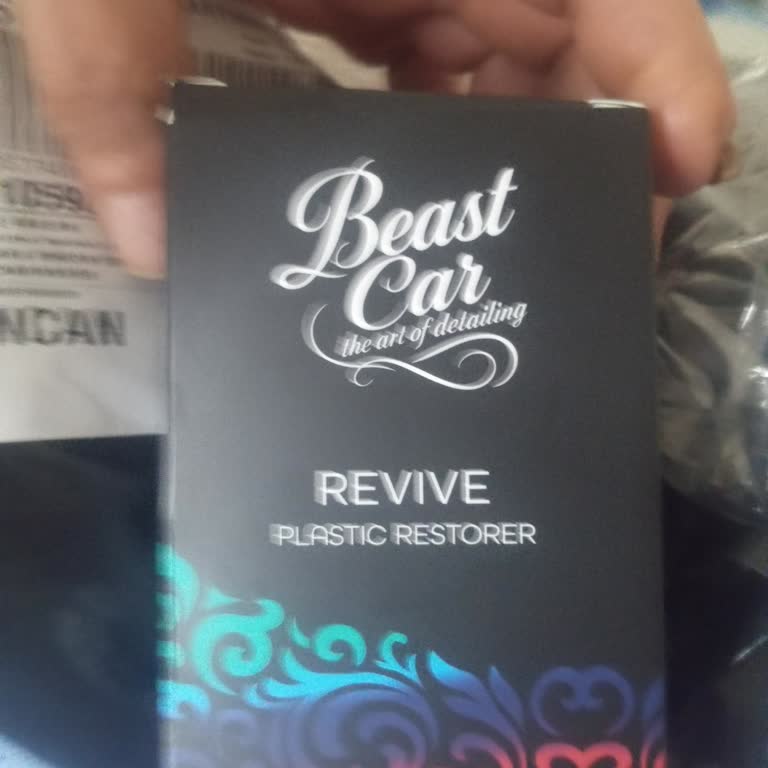 Beast
Car
the art of detailing
REVIVE
PLASTIC RESTORER
NCAN